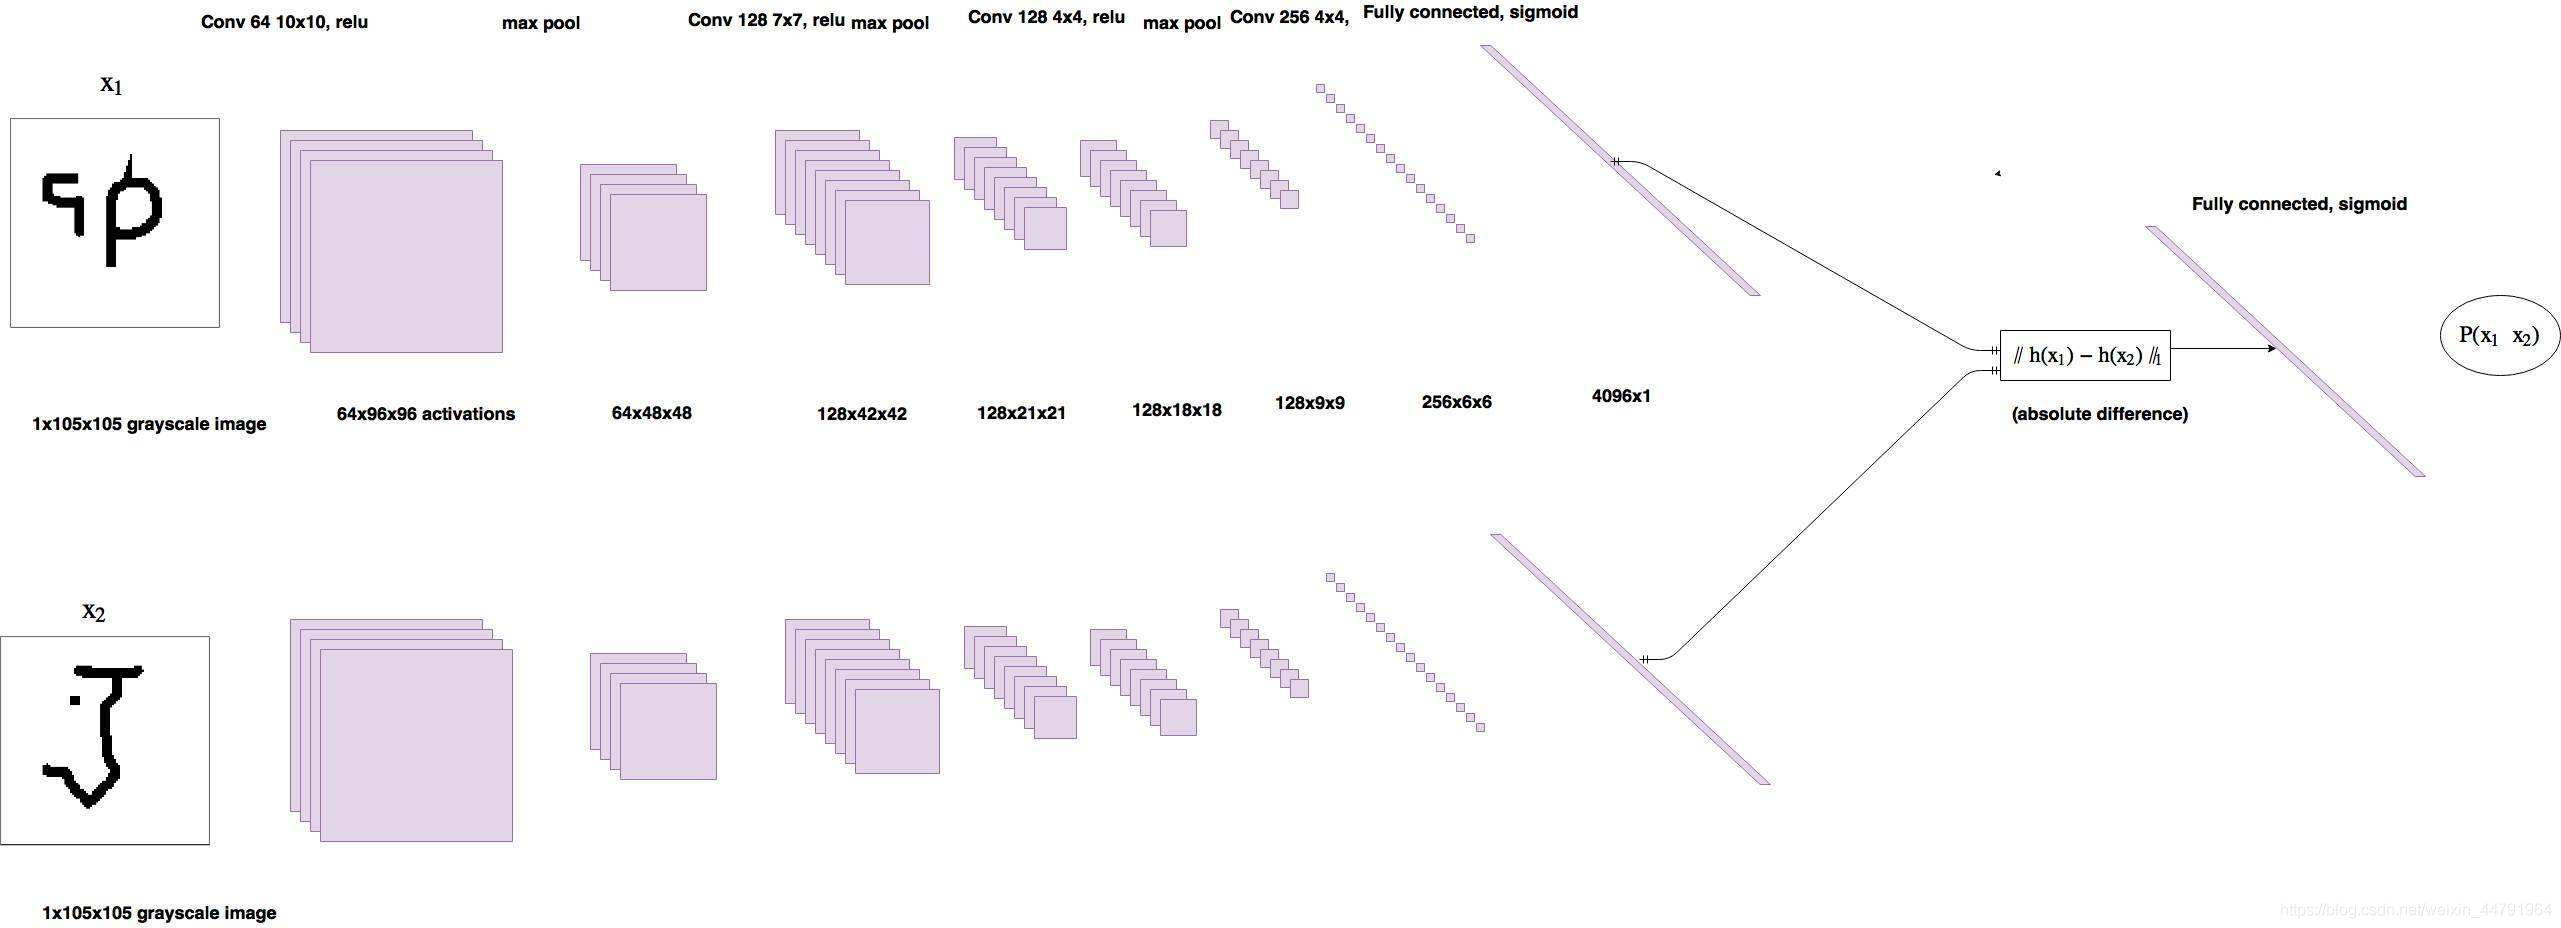 Conv 64 10x10, relu
max pool
Conv 128 7x7, relu
max pool
Conv 128 4x4, relu
max pool
Conv 256 4x4,
Fully connected, sigmoid
x1
Fully connected, sigmoid
// h(x1) − h(x2) //1
P(x1 x2)
1x105x105 grayscale image
64x96x96 activations
64x48x48
128x42x42
128x21x21
128x18x18
128x9x9
256x6x6
4096x1
(absolute difference)
x2
1x105x105 grayscale image
https://blog.csdn.net/weixin_44791964